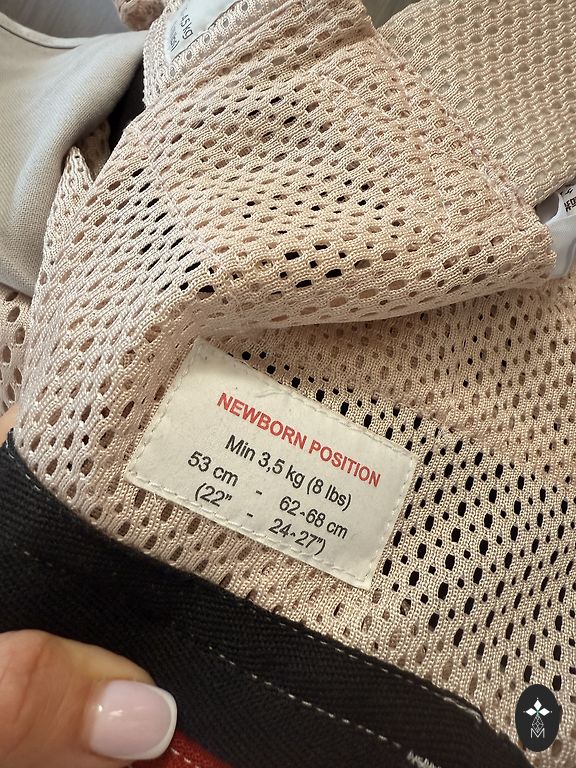 NEWBORN POSITION
Min 3,5 kg (8 lbs)
53 cm - 62-68 cm
(22" - 24-27")